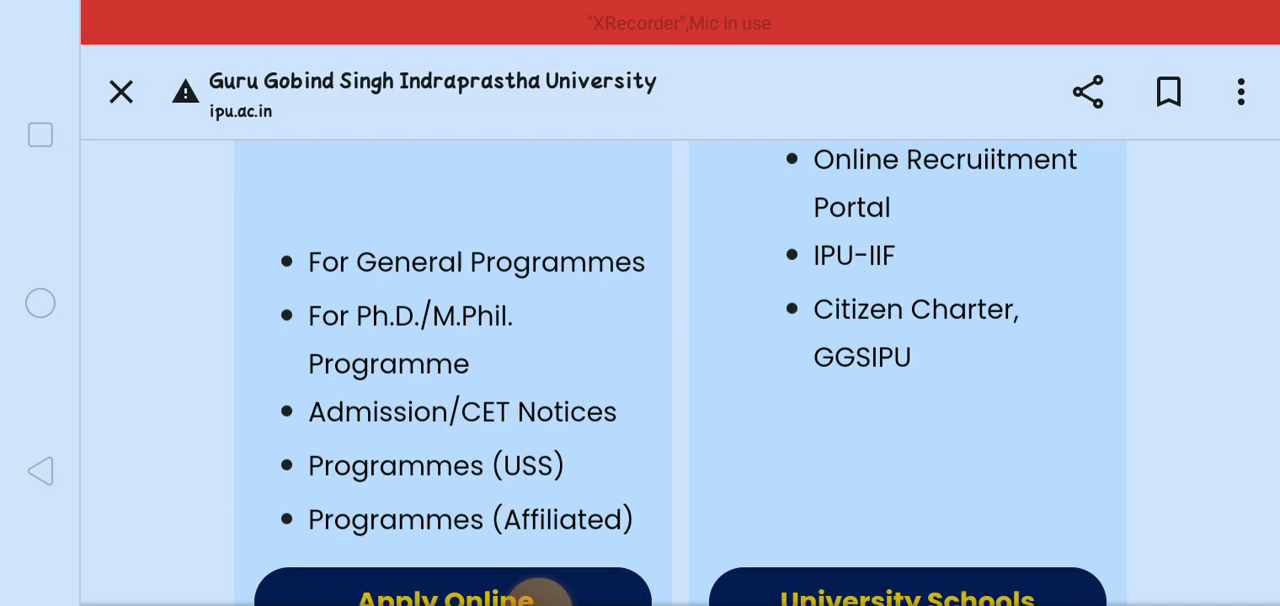 "XRecorder",Mic in use
Guru Gobind Singh Indraprastha University
ipu.ac.in
For General Programmes
For Ph.D./M.Phil.
Programme
Admission/CET Notices
Programmes (USS)
Programmes (Affiliated)
Apply Online
Online Recruiitment
Portal
IPU-IIF
Citizen Charter,
GGSIPU
University Schools